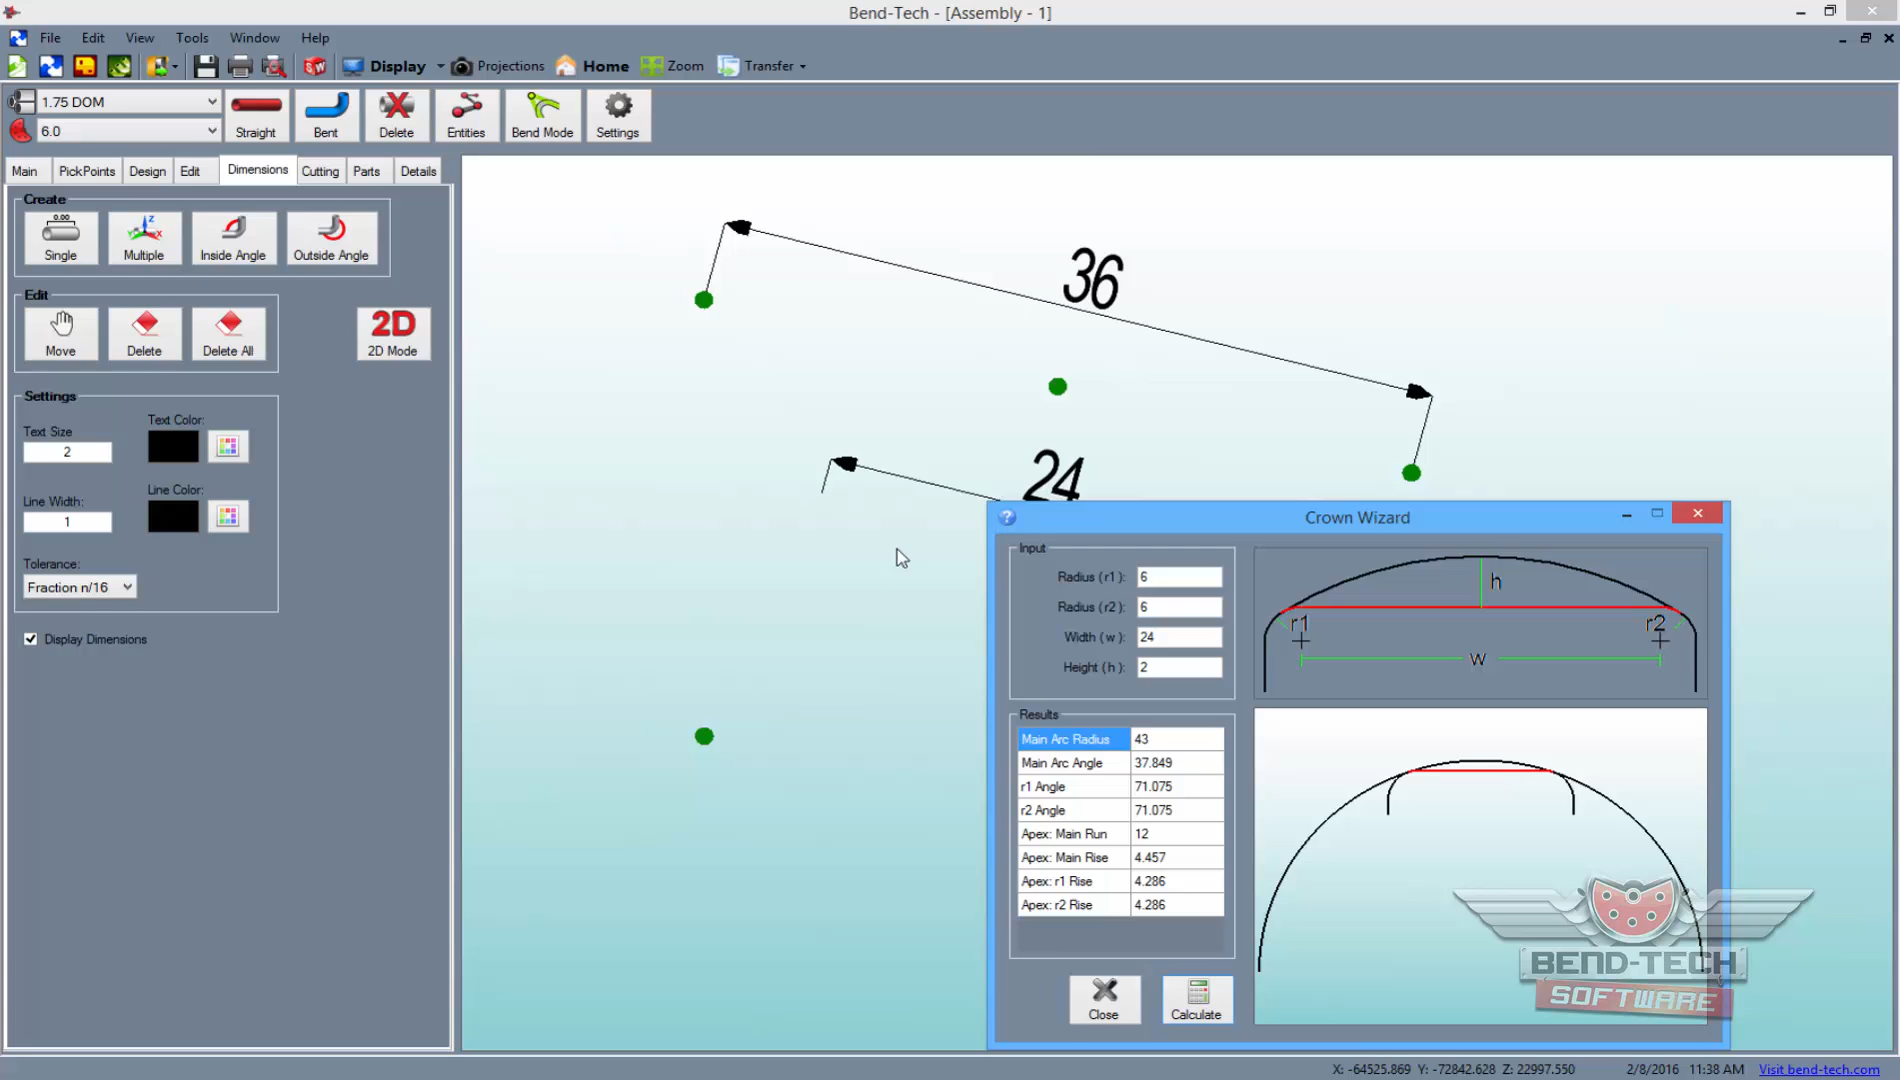 Bend-Tech - [Assembly - 1]
File Edit View Tools Window Help
Display Projections Home Zoom Transfer
1.75 DOM
6.0
Straight Bent Delete Entities Bend Mode Settings
Main PickPoints Design Edit Dimensions Cutting Parts Details
Create
0.00
Z
X
Single Multiple Inside Angle Outside Angle
Edit
2D
Move Delete Delete All 2D Mode
Settings
Text Color:
Text Size
2
Line Color:
Line Width:
1
Tolerance:
Fraction n/16
Display Dimensions
36
24
Crown Wizard
Input
Radius ( r1 ): 6
Radius ( r2 ): 6
Width ( w ): 24
Height ( h ): 2
h
r1 r2
w
Results
Main Arc Radius 43
Main Arc Angle 37.849
r1 Angle 71.075
r2 Angle 71.075
Apex: Main Run 12
Apex: Main Rise 4.457
Apex: r1 Rise 4.286
Apex: r2 Rise 4.286
Close Calculate
BEND-TECH
SOFTWARE
X: -64525.869 Y: -72842.628 Z: 22997.550 2/8/2016 11:38 AM Visit bend-tech.com